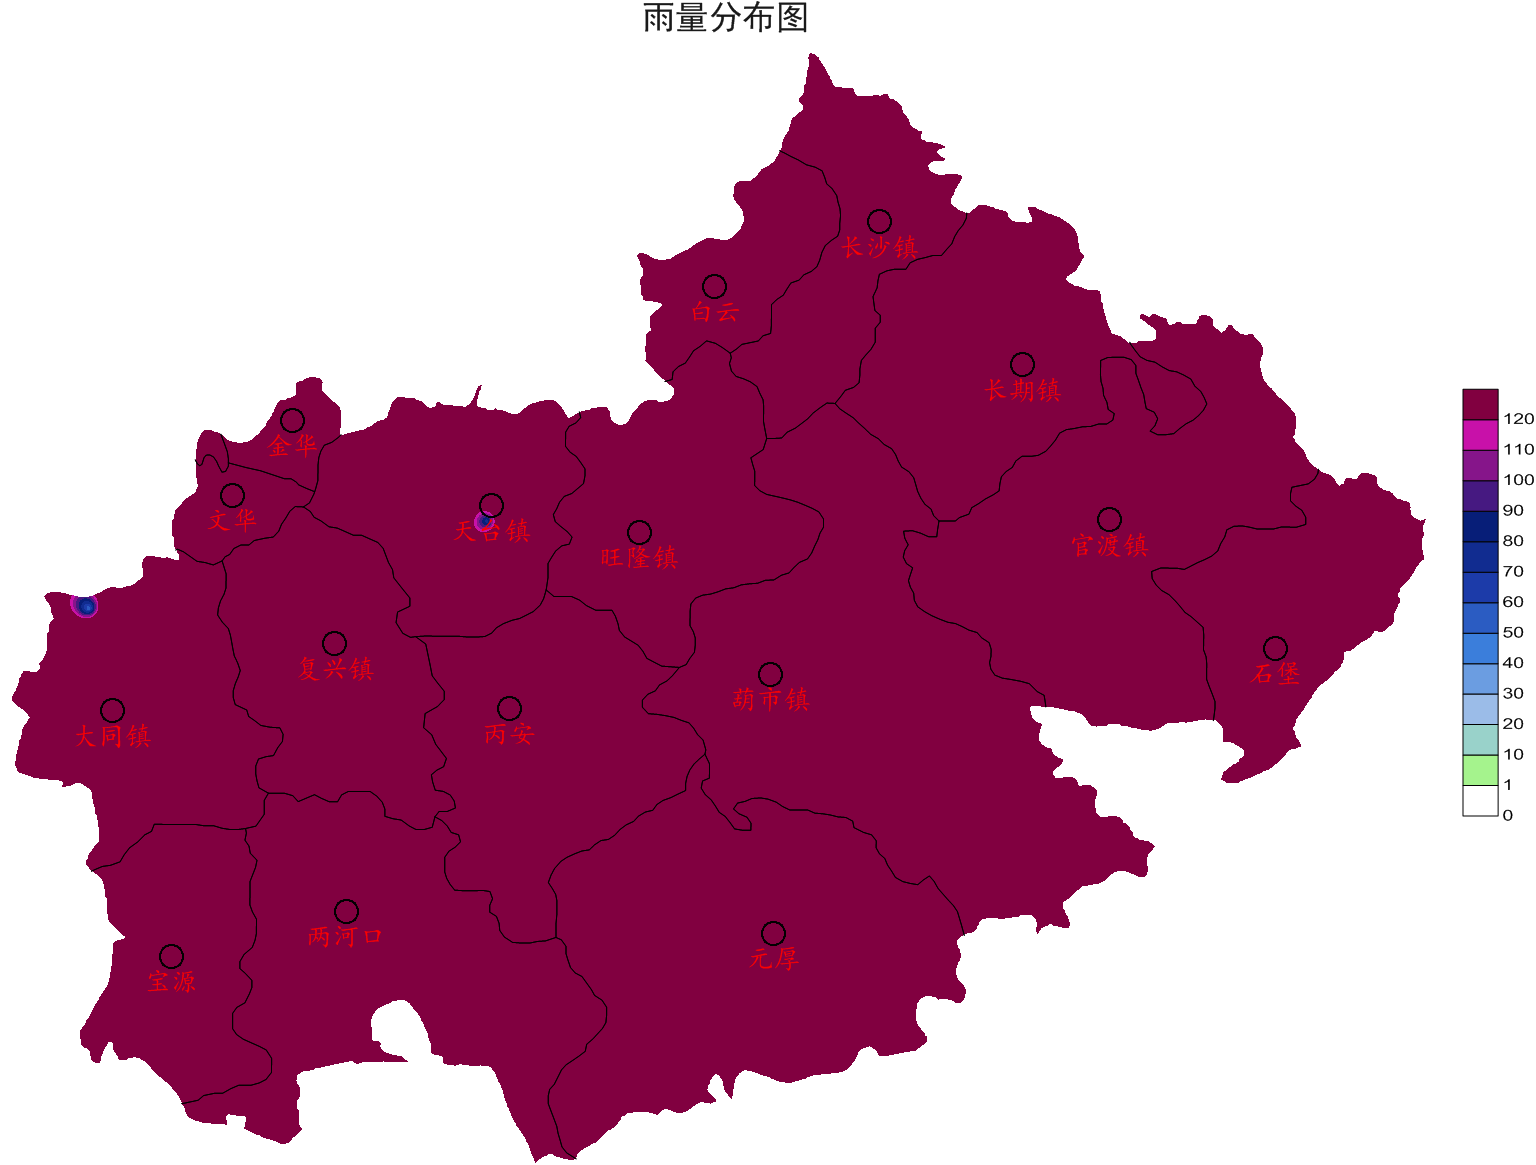 雨量分布图
长沙镇
白云
长期镇
金华
文华
天台镇
旺隆镇
官渡镇
复兴镇
石堡
葫市镇
大同镇
丙安
两河口
元厚
宝源
120
110
100
90
80
70
60
50
40
30
20
10
1
0